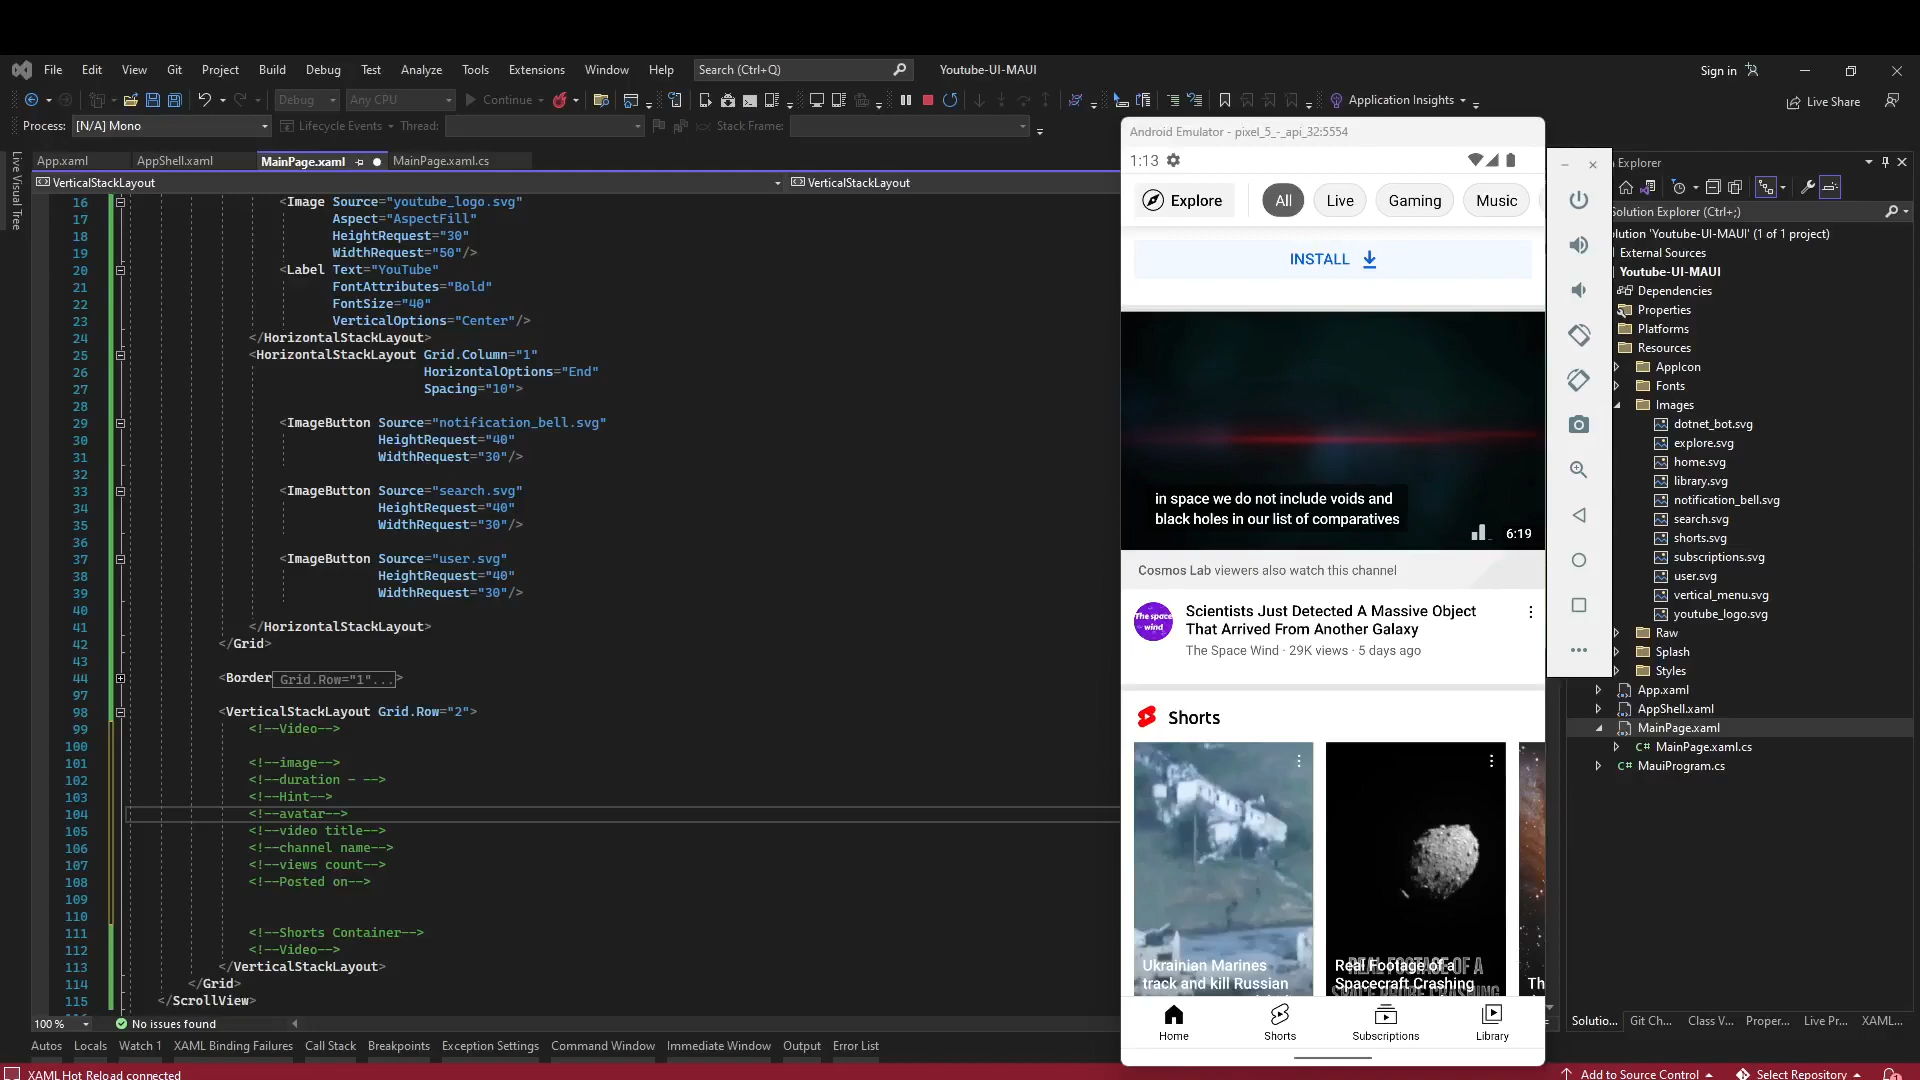 File Edit View Git Project Build Debug Test Analyze Tools Extensions Window Help Search (Ctrl+Q) Youtube-UI-MAUI Sign in
Debug Any CPU Continue Application Insights Live Share
Process: [N/A] Mono Lifecycle Events Thread: Stack Frame:
Live Visual Tree
App.xaml AppShell.xaml MainPage.xaml MainPage.xaml.cs
VerticalStackLayout VerticalStackLayout
16 <Image Source="youtube_logo.svg"
17 Aspect="AspectFill"
18 HeightRequest="30"
19 WidthRequest="50"/>
20 <Label Text="YouTube"
21 FontAttributes="Bold"
22 FontSize="40"
23 VerticalOptions="Center"/>
24 </HorizontalStackLayout>
25 <HorizontalStackLayout Grid.Column="1"
26 HorizontalOptions="End"
27 Spacing="10">
28
29 <ImageButton Source="notification_bell.svg"
30 HeightRequest="40"
31 WidthRequest="30"/>
32
33 <ImageButton Source="search.svg"
34 HeightRequest="40"
35 WidthRequest="30"/>
36
37 <ImageButton Source="user.svg"
38 HeightRequest="40"
39 WidthRequest="30"/>
40
41 </HorizontalStackLayout>
42 </Grid>
43
44 <Border Grid.Row="1"...>
97
98 <VerticalStackLayout Grid.Row="2">
99 <!--Video-->
100
101 <!--image-->
102 <!--duration - -->
103 <!--Hint-->
104 <!--avatar-->
105 <!--video title-->
106 <!--channel name-->
107 <!--views count-->
108 <!--Posted on-->
109
110
111 <!--Shorts Container-->
112 <!--Video-->
113 </VerticalStackLayout>
114 </Grid>
115 </ScrollView>
100 % No issues found
Autos Locals Watch 1 XAML Binding Failures Call Stack Breakpoints Exception Settings Command Window Immediate Window Output Error List
XAML Hot Reload connected
Android Emulator - pixel_5_-_api_32:5554
1:13
Explore All Live Gaming Music
INSTALL
in space we do not include voids and
black holes in our list of comparatives
6:19
Cosmos Lab viewers also watch this channel
The space
wind
Scientists Just Detected A Massive Object
That Arrived From Another Galaxy
The Space Wind · 29K views · 5 days ago
Shorts
Ukrainian Marines
track and kill Russian
Real Footage of a
Spacecraft Crashing
Th
Home Shorts Subscriptions Library
Explorer
olution Explorer (Ctrl+;)
olution 'Youtube-UI-MAUI' (1 of 1 project)
External Sources
Youtube-UI-MAUI
Dependencies
Properties
Platforms
Resources
AppIcon
Fonts
Images
dotnet_bot.svg
explore.svg
home.svg
library.svg
notification_bell.svg
search.svg
shorts.svg
subscriptions.svg
user.svg
vertical_menu.svg
youtube_logo.svg
Raw
Splash
Styles
App.xaml
AppShell.xaml
MainPage.xaml
C# MainPage.xaml.cs
C# MauiProgram.cs
Solutio... Git Ch... Class V... Proper... Live Pr... XAML...
Add to Source Control Select Repository